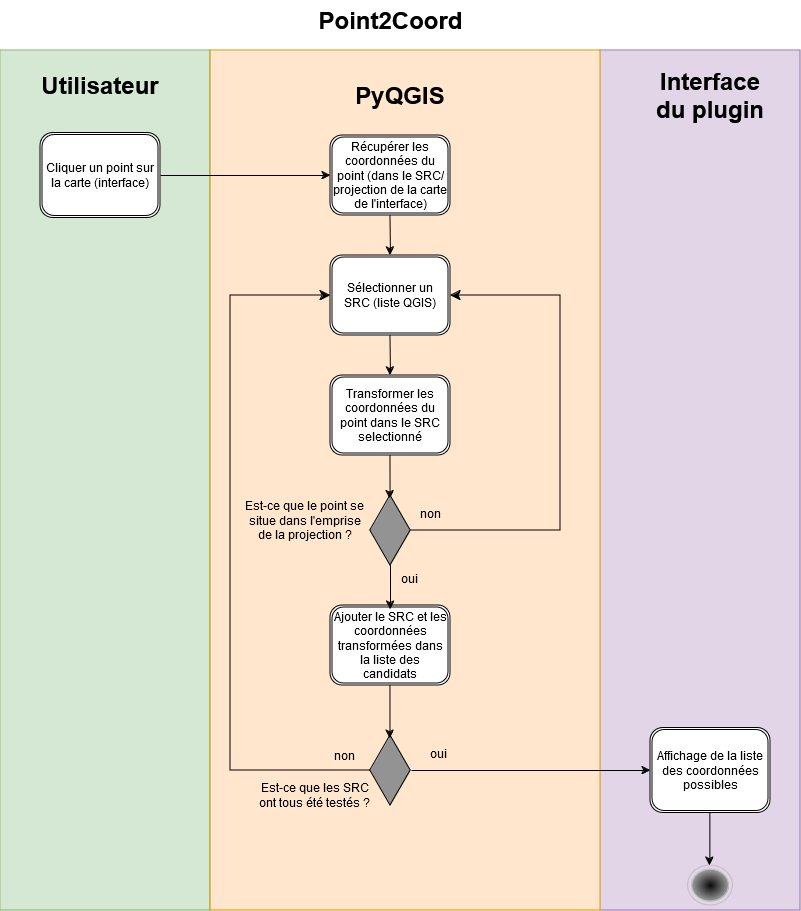 Point2Coord
Utilisateur
PyQGIS
Interface
du plugin
Cliquer un point sur
la carte (interface)
Récupérer les
coordonnées du
point (dans le SRC/
projection de la carte
de l'interface)
Sélectionner un
SRC (liste QGIS)
Transformer les
coordonnées du
point dans le SRC
selectionné
Est-ce que le point se
situe dans l'emprise
de la projection ?
non
oui
Ajouter le SRC et les
coordonnées
transformées dans
la liste des
candidats
non
oui
Est-ce que les SRC
ont tous été testés ?
Affichage de la liste
des coordonnées
possibles